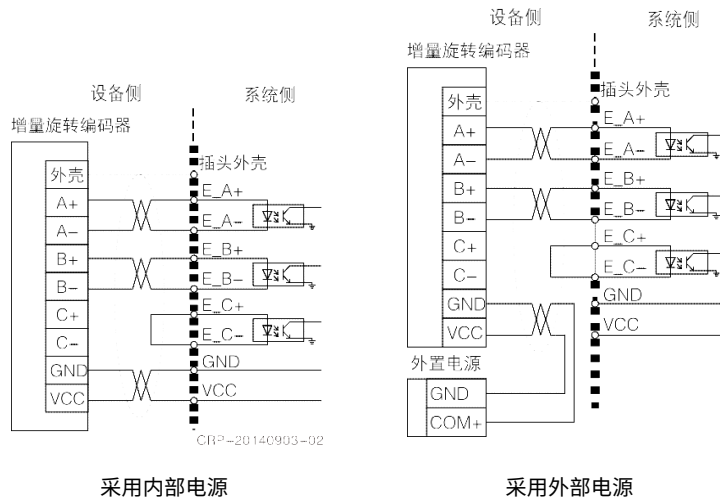 设备侧
系统侧
增量旋转编码器
插头外壳
外壳
A+
A-
B+
B-
C+
C-
GND
VCC
E_A+
E_A-
E_B+
E_B-
E_C+
E_C-
GND
VCC
CRP-20140903-02
采用内部电源
设备侧
系统侧
增量旋转编码器
插头外壳
外壳
A+
A-
B+
B-
C+
C-
GND
VCC
E_A+
E_A-
E_B+
E_B-
E_C+
E_C-
GND
VCC
外置电源
GND
COM+
采用外部电源